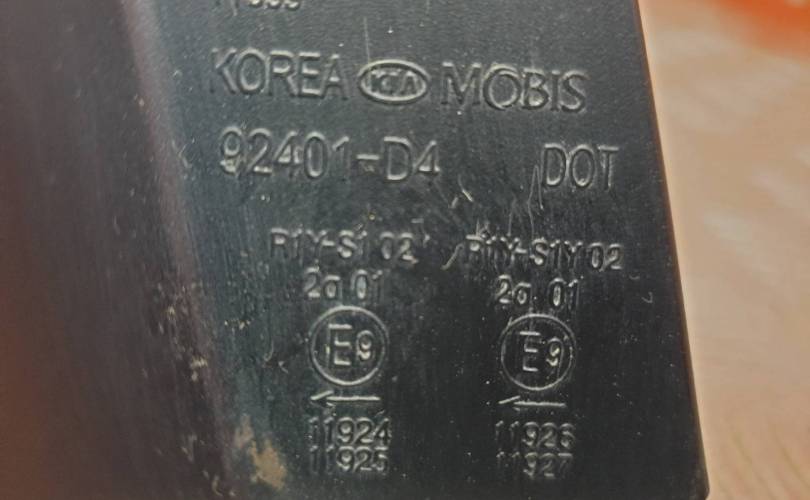 KOREA KIA MOBIS
92401-D4 DOT
R1Y-S1 02 R1Y-S1Y 02
2a 01 2a 01
E9 E9
11924 11926
11925 11927